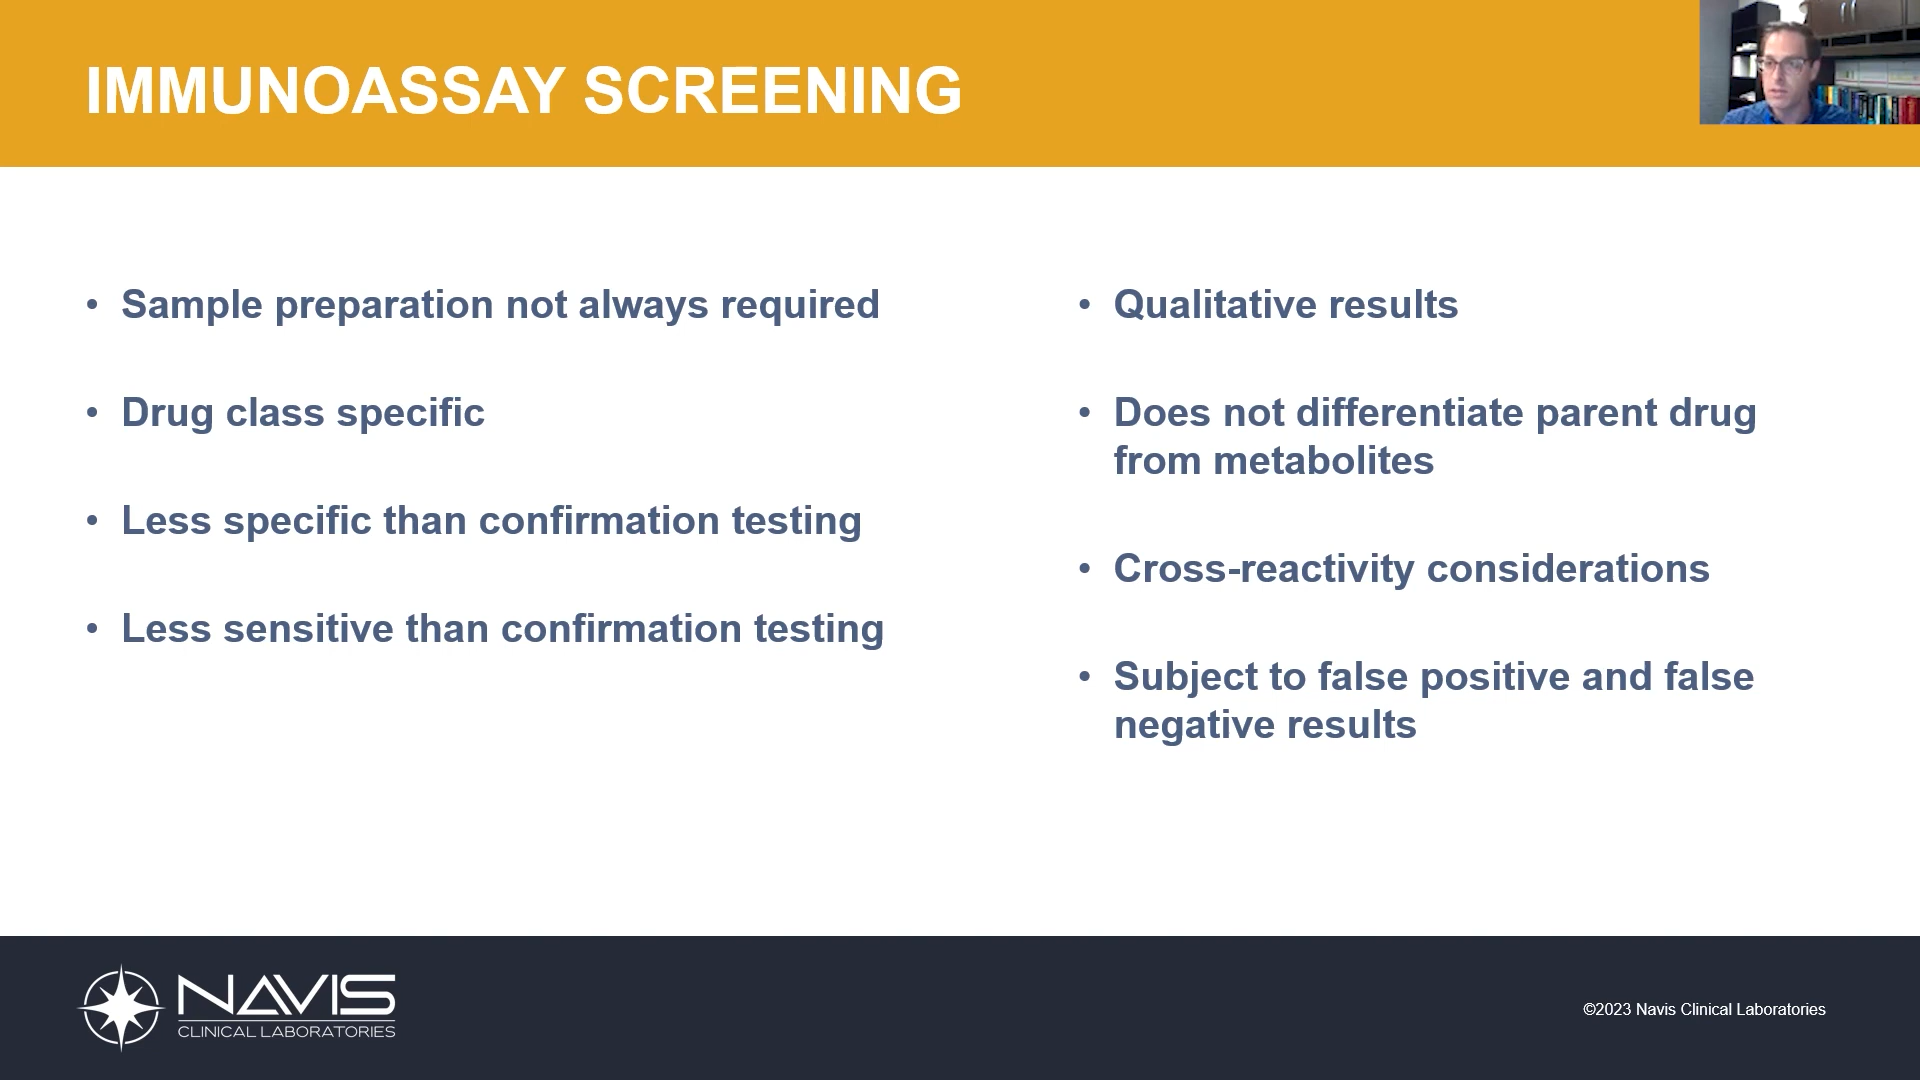 IMMUNOASSAY SCREENING
• Sample preparation not always required
• Drug class specific
• Less specific than confirmation testing
• Less sensitive than confirmation testing
• Qualitative results
• Does not differentiate parent drug
from metabolites
• Cross-reactivity considerations
• Subject to false positive and false
negative results
NAVIS
CLINICAL LABORATORIES
©2023 Navis Clinical Laboratories